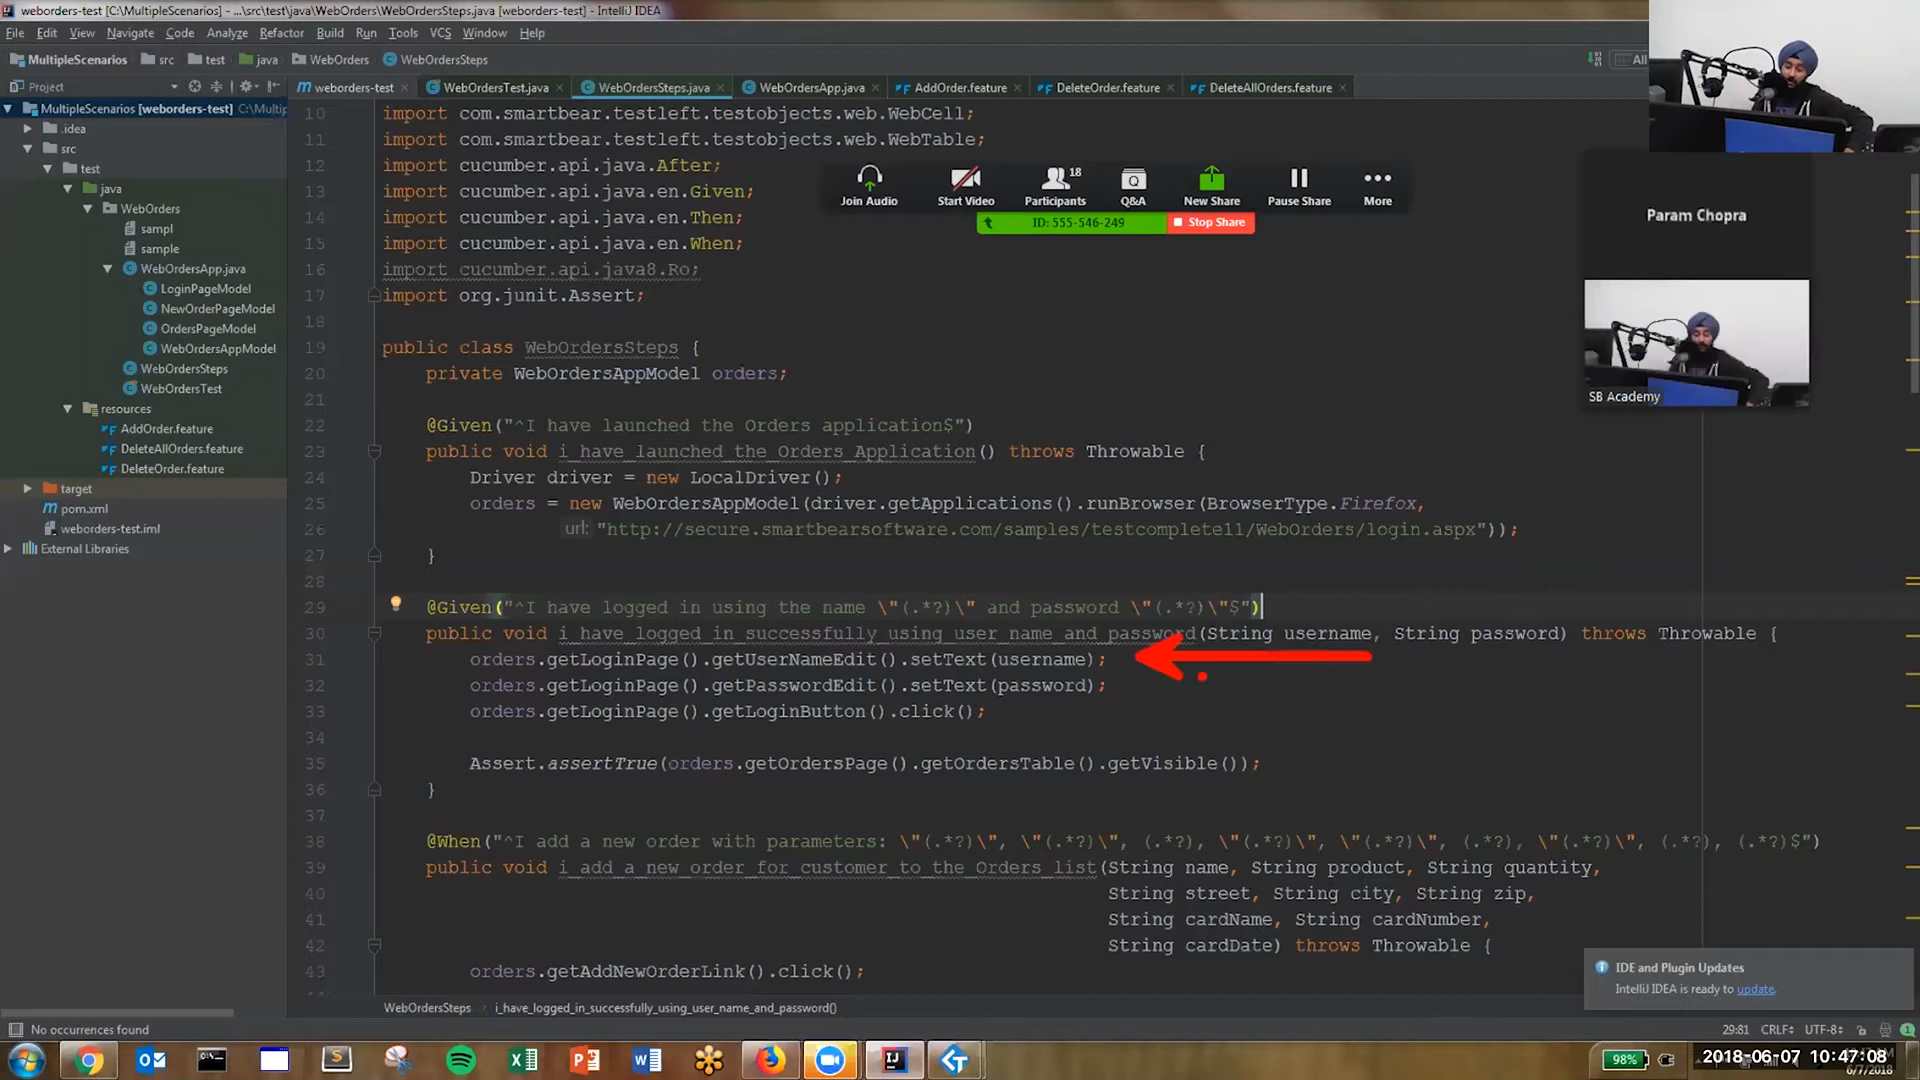 weborders-test [C:\MultipleScenarios] - ...\src\test\java\WebOrders\WebOrdersSteps.java [weborders-test] - IntelliJ IDEA
File Edit View Navigate Code Analyze Refactor Build Run Tools VCS Window Help
MultipleScenarios src test java WebOrders WebOrdersSteps
All
Project
weborders-test WebOrdersTest.java WebOrdersSteps.java WebOrdersApp.java AddOrder.feature DeleteOrder.feature DeleteAllOrders.feature
MultipleScenarios [weborders-test] C:\Multip
.idea
src
test
java
WebOrders
sampl
sample
WebOrdersApp.java
LoginPageModel
NewOrderPageModel
OrdersPageModel
WebOrdersAppModel
WebOrdersSteps
WebOrdersTest
resources
AddOrder.feature
DeleteAllOrders.feature
DeleteOrder.feature
target
pom.xml
weborders-test.iml
External Libraries
10 import com.smartbear.testleft.testobjects.web.WebCell;
11 import com.smartbear.testleft.testobjects.web.WebTable;
12 import cucumber.api.java.After;
13 import cucumber.api.java.en.Given;
14 import cucumber.api.java.en.Then;
15 import cucumber.api.java.en.When;
16 import cucumber.api.java8.Ro;
17 import org.junit.Assert;
18
19 public class WebOrdersSteps {
20 private WebOrdersAppModel orders;
21
22 @Given("^I have launched the Orders application$")
23 public void i_have_launched_the_Orders_Application() throws Throwable {
24 Driver driver = new LocalDriver();
25 orders = new WebOrdersAppModel(driver.getApplications().runBrowser(BrowserType.Firefox,
26 url: "http://secure.smartbearsoftware.com/samples/testcomplete11/WebOrders/login.aspx"));
27 }
28
29 @Given("^I have logged in using the name \"(.*?)\" and password \"(.*?)\"$")
30 public void i_have_logged_in_successfully_using_user_name_and_password(String username, String password) throws Throwable {
31 orders.getLoginPage().getUserNameEdit().setText(username);
32 orders.getLoginPage().getPasswordEdit().setText(password);
33 orders.getLoginPage().getLoginButton().click();
34
35 Assert.assertTrue(orders.getOrdersPage().getOrdersTable().getVisible());
36 }
37
38 @When("^I add a new order with parameters: \"(.*?)\", \"(.*?)\", (.*?), \"(.*?)\", \"(.*?)\", (.*?), \"(.*?)\", (.*?), (.*?)$")
39 public void i_add_a_new_order_for_customer_to_the_Orders_list(String name, String product, String quantity,
40 String street, String city, String zip,
41 String cardName, String cardNumber,
42 String cardDate) throws Throwable {
43 orders.getAddNewOrderLink().click();
Join Audio Start Video Participants 18 Q&A New Share Pause Share More
ID: 555-546-249 Stop Share
Param Chopra
SB Academy
IDE and Plugin Updates
IntelliJ IDEA is ready to update.
WebOrdersSteps i_have_logged_in_successfully_using_user_name_and_password()
No occurrences found
29:81 CRLF÷ UTF-8÷
98%
2018-06-07 10:47:08
6/7/2018